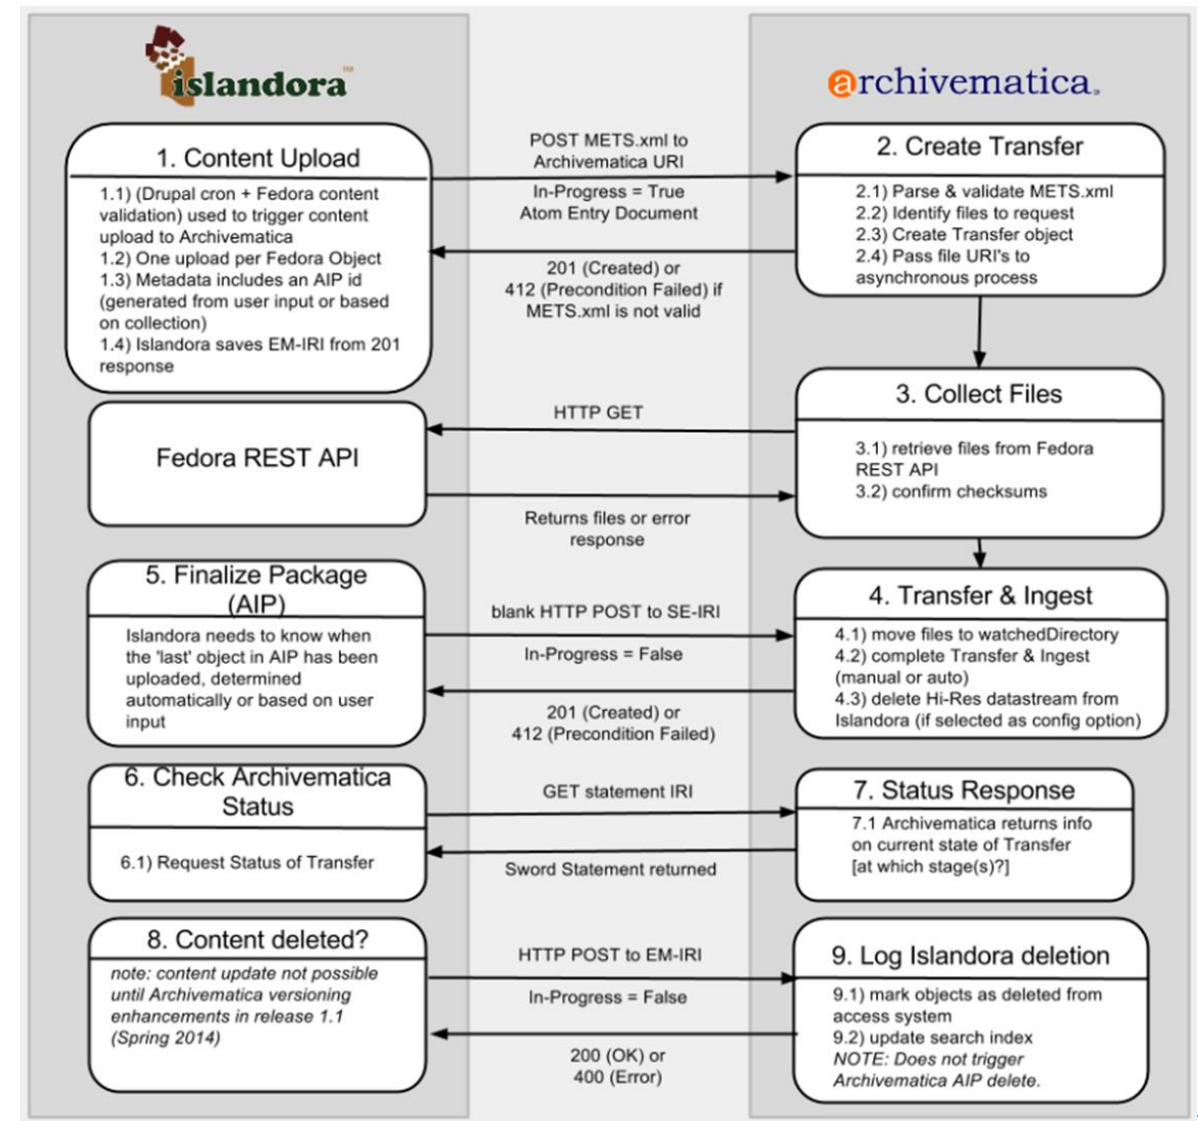 islandora™
archivematica
1. Content Upload
1.1) (Drupal cron + Fedora content
validation) used to trigger content
upload to Archivematica
1.2) One upload per Fedora Object
1.3) Metadata includes an AIP id
(generated from user input or based
on collection)
1.4) Islandora saves EM-IRI from 201
response
POST METS.xml to
Archivematica URI
In-Progress = True
Atom Entry Document
201 (Created) or
412 (Precondition Failed) if
METS.xml is not valid
2. Create Transfer
2.1) Parse & validate METS.xml
2.2) Identify files to request
2.3) Create Transfer object
2.4) Pass file URI's to
asynchronous process
Fedora REST API
HTTP GET
Returns files or error
response
3. Collect Files
3.1) retrieve files from Fedora
REST API
3.2) confirm checksums
5. Finalize Package
(AIP)
Islandora needs to know when
the 'last' object in AIP has been
uploaded, determined
automatically or based on user
input
blank HTTP POST to SE-IRI
In-Progress = False
201 (Created) or
412 (Precondition Failed)
4. Transfer & Ingest
4.1) move files to watchedDirectory
4.2) complete Transfer & Ingest
(manual or auto)
4.3) delete Hi-Res datastream from
Islandora (if selected as config option)
6. Check Archivematica
Status
6.1) Request Status of Transfer
GET statement IRI
Sword Statement returned
7. Status Response
7.1 Archivematica returns info
on current state of Transfer
[at which stage(s)?]
8. Content deleted?
note: content update not possible
until Archivematica versioning
enhancements in release 1.1
(Spring 2014)
HTTP POST to EM-IRI
In-Progress = False
200 (OK) or
400 (Error)
9. Log Islandora deletion
9.1) mark objects as deleted from
access system
9.2) update search index
NOTE: Does not trigger
Archivematica AIP delete.